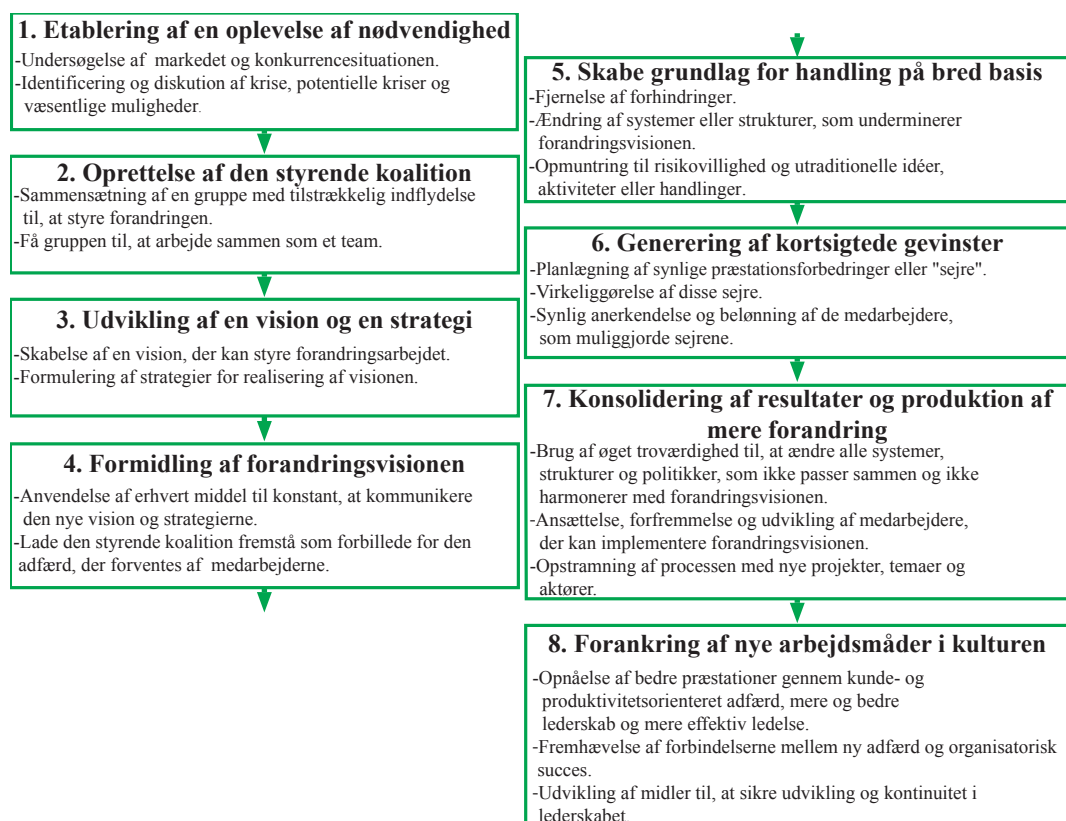 1. Etablering af en oplevelse af nødvendighed
-Undersøgelse af markedet og konkurrencesituationen.
-Identificering og diskution af krise, potentielle kriser og
væsentlige muligheder.
2. Oprettelse af den styrende koalition
-Sammensætning af en gruppe med tilstrækkelig indflydelse
til, at styre forandringen.
-Få gruppen til, at arbejde sammen som et team.
3. Udvikling af en vision og en strategi
-Skabelse af en vision, der kan styre forandringsarbejdet.
-Formulering af strategier for realisering af visionen.
4. Formidling af forandringsvisionen
-Anvendelse af erhvert middel til konstant, at kommunikere
den nye vision og strategierne.
-Lade den styrende koalition fremstå som forbillede for den
adfærd, der forventes af medarbejderne.
5. Skabe grundlag for handling på bred basis
-Fjernelse af forhindringer.
-Ændring af systemer eller strukturer, som underminerer
forandringsvisionen.
-Opmuntring til risikovillighed og utraditionelle idéer,
aktiviteter eller handlinger.
6. Generering af kortsigtede gevinster
-Planlægning af synlige præstationsforbedringer eller "sejre".
-Virkeliggørelse af disse sejre.
-Synlig anerkendelse og belønning af de medarbejdere,
som muliggjorde sejrene.
7. Konsolidering af resultater og produktion af
mere forandring
-Brug af øget troværdighed til, at ændre alle systemer,
strukturer og politikker, som ikke passer sammen og ikke
harmonerer med forandringsvisionen.
-Ansættelse, forfremmelse og udvikling af medarbejdere,
der kan implementere forandringsvisionen.
-Opstramning af processen med nye projekter, temaer og
aktører.
8. Forankring af nye arbejdsmåder i kulturen
-Opnåelse af bedre præstationer gennem kunde- og
produktivitetsorienteret adfærd, mere og bedre
lederskab og mere effektiv ledelse.
-Fremhævelse af forbindelserne mellem ny adfærd og organisatorisk
succes.
-Udvikling af midler til, at sikre udvikling og kontinuitet i
lederskabet.